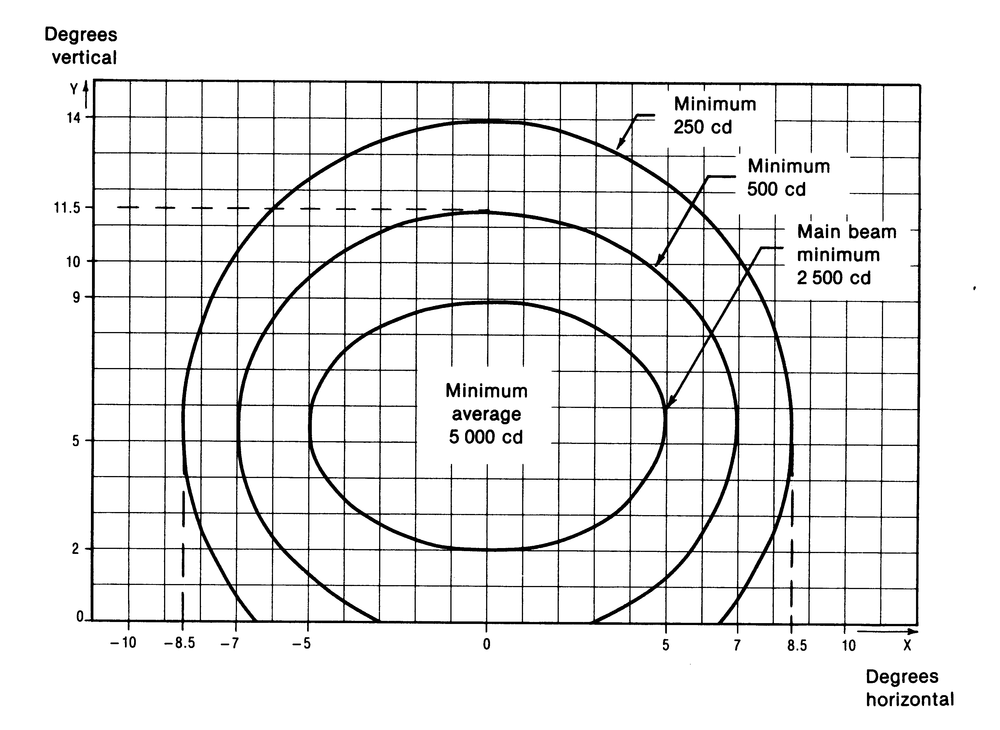 Degrees
vertical
Y
14
11.5
10
9
5
2
0
Minimum
250 cd
Minimum
500 cd
Main beam
minimum
2 500 cd
Minimum
average
5 000 cd
-10 -8.5 -7 -5 0 5 7 8.5 10 X
Degrees
horizontal